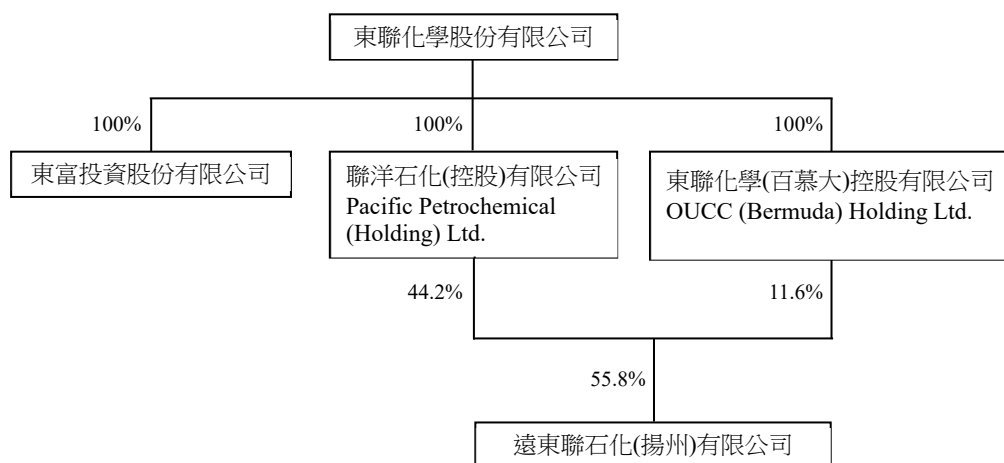 東聯化學股份有限公司
100%
100%
100%
東富投資股份有限公司
聯洋石化(控股)有限公司
Pacific Petrochemical
(Holding) Ltd.
東聯化學(百慕大)控股有限公司
OUCC (Bermuda) Holding Ltd.
44.2%
11.6%
55.8%
遠東聯石化(揚州)有限公司